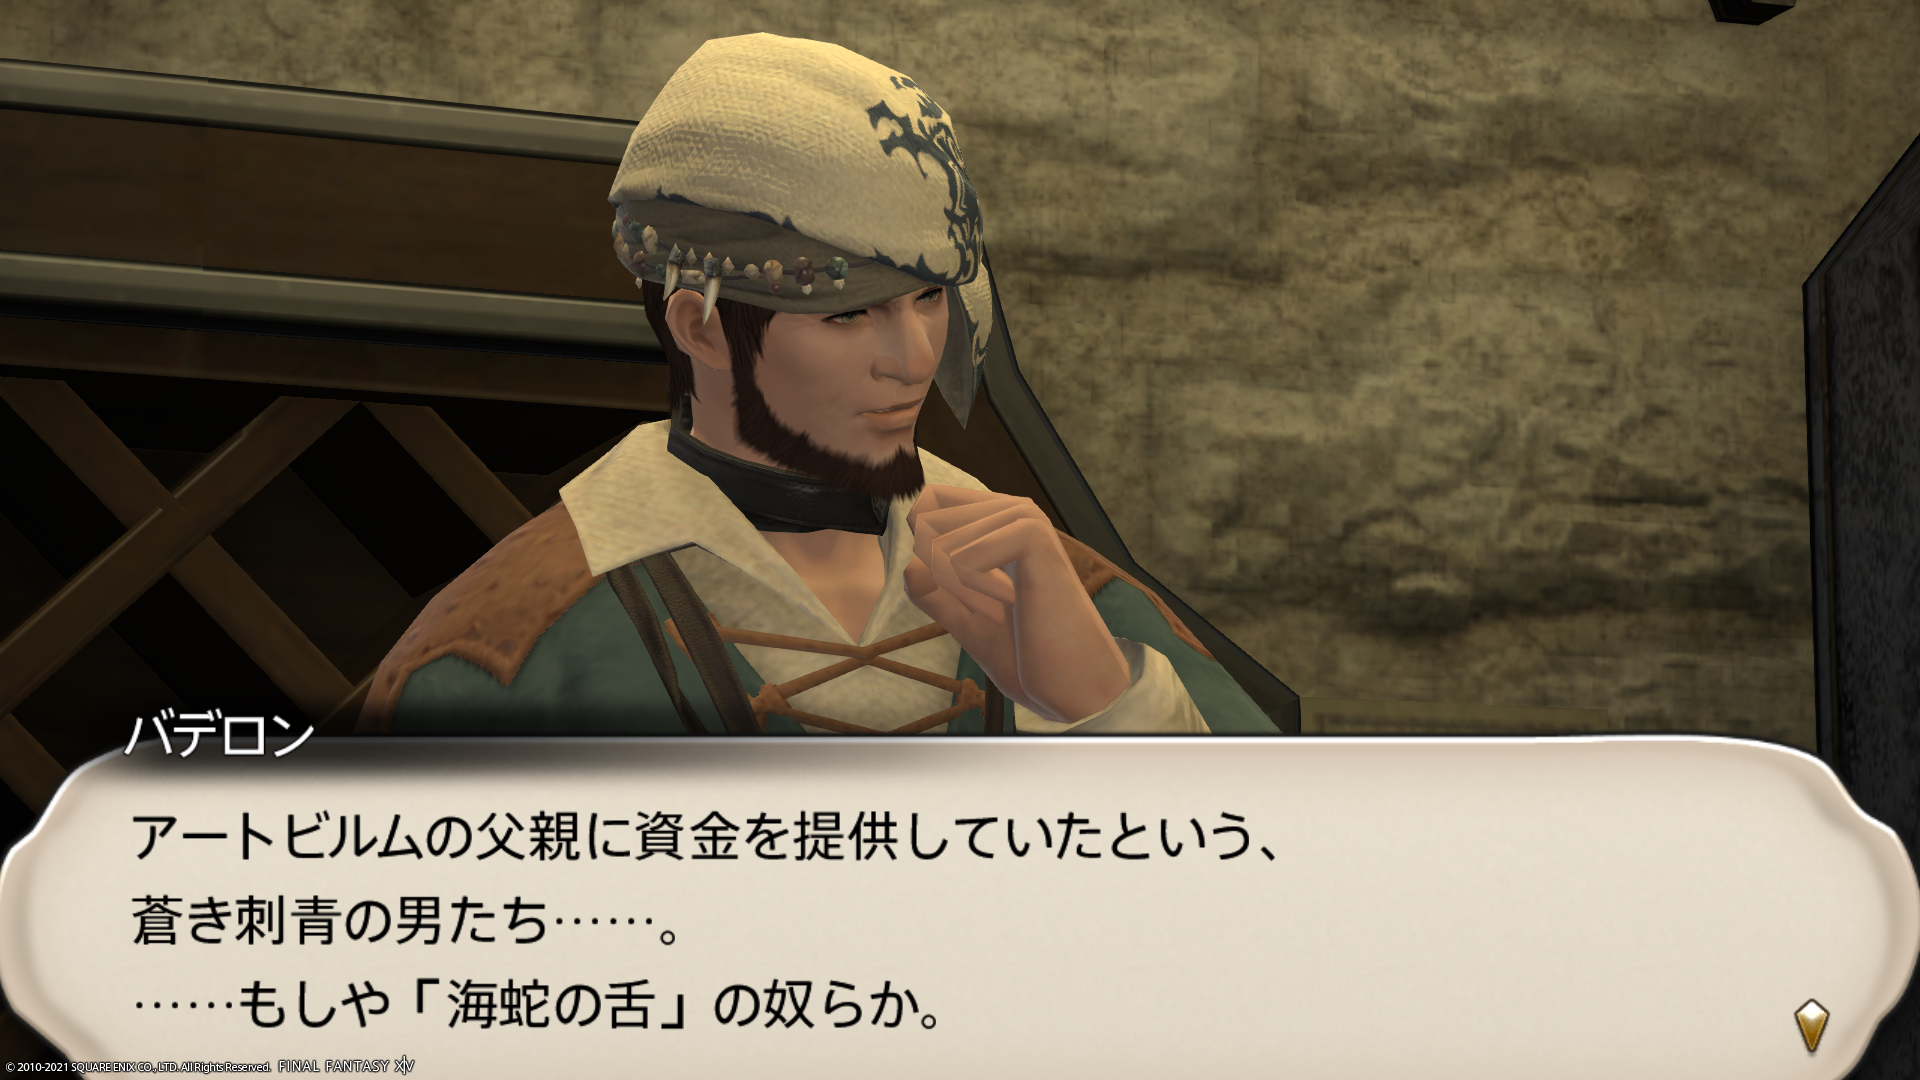 バデロン
アートビルムの父親に資金を提供していたという、
蒼き刺青の男たち……。
……もしや「海蛇の舌」の奴らか。
© 2010-2021 SQUARE ENIX CO., LTD. All Rights Reserved. FINAL FANTASY XIV